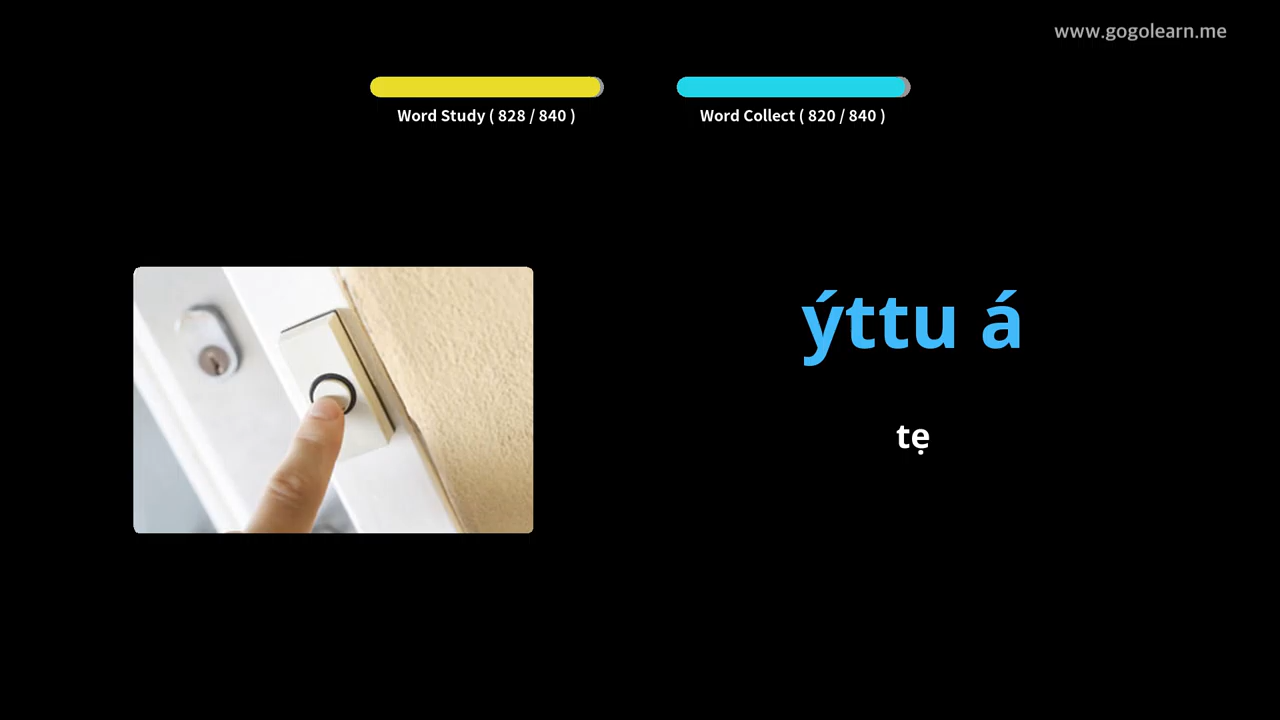 www.gogolearn.me
Word Study ( 828 / 840 )
Word Collect ( 820 / 840 )
ýttu á
tẹ